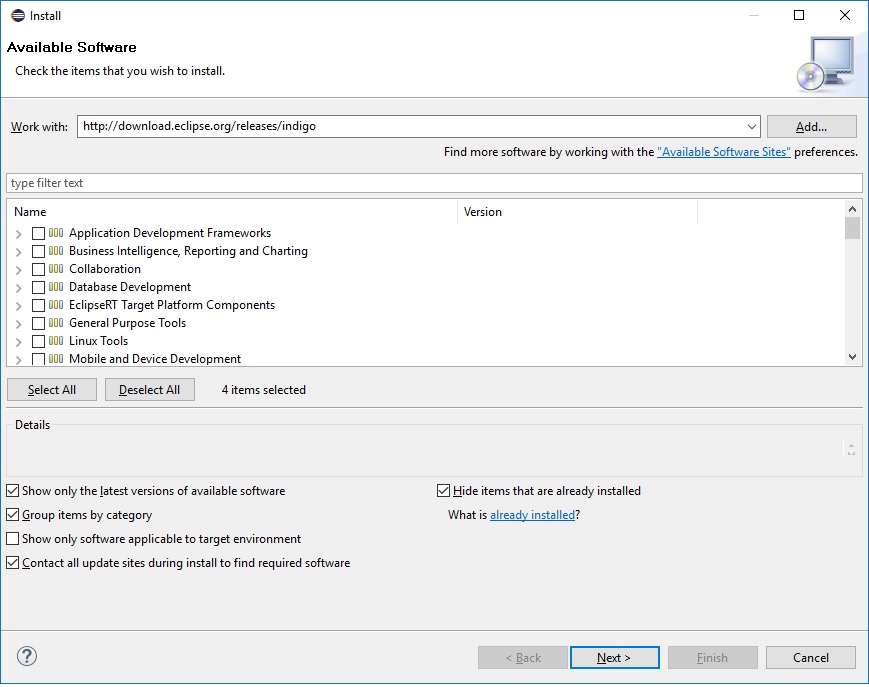 Install
Available Software
Check the items that you wish to install.
Work with: http://download.eclipse.org/releases/indigo Add...
Find more software by working with the "Available Software Sites" preferences.
type filter text
Name Version
Application Development Frameworks
Business Intelligence, Reporting and Charting
Collaboration
Database Development
EclipseRT Target Platform Components
General Purpose Tools
Linux Tools
Mobile and Device Development
Select All Deselect All 4 items selected
Details
Show only the latest versions of available software Hide items that are already installed
Group items by category What is already installed?
Show only software applicable to target environment
Contact all update sites during install to find required software
? < Back Next > Finish Cancel